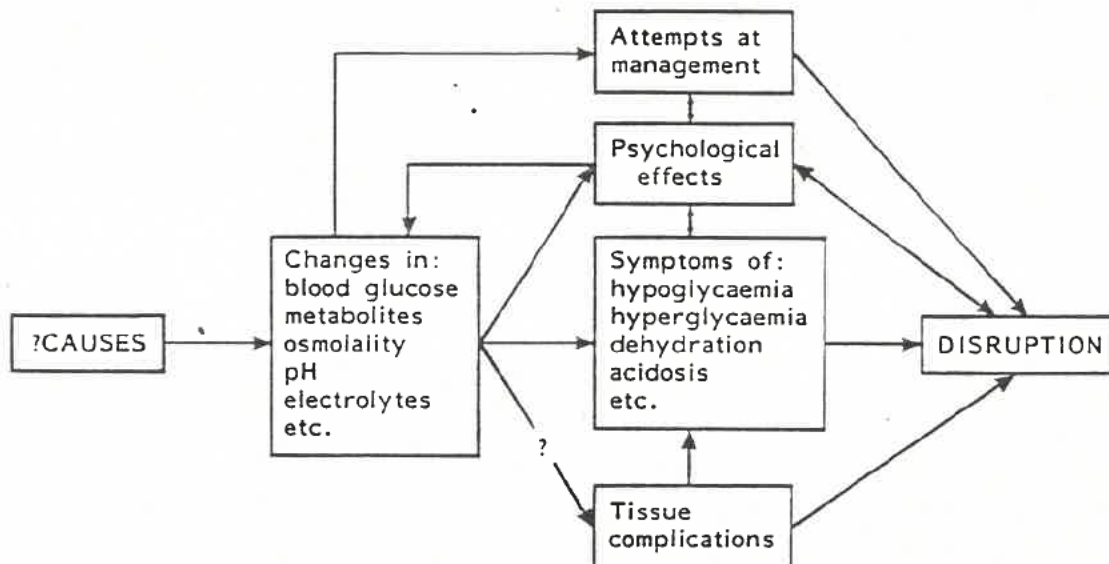 Attempts at
management
Psychological
effects
Changes in:
blood glucose
metabolites
osmolality
pH
electrolytes
etc.
Symptoms of:
hypoglycaemia
hyperglycaemia
dehydration
acidosis
etc.
?CAUSES
DISRUPTION
?
Tissue
complications